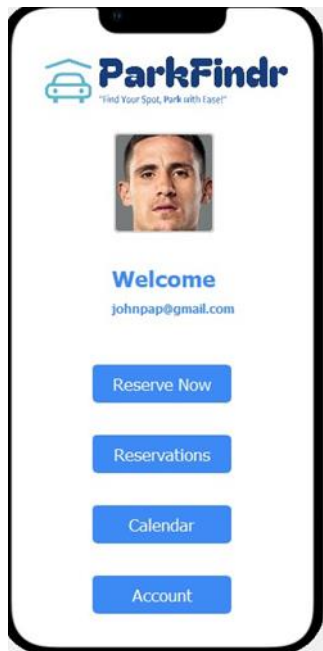 ParkFindr
"Find Your Spot, Park with Ease!"
Welcome
johnpap@gmail.com
Reserve Now
Reservations
Calendar
Account